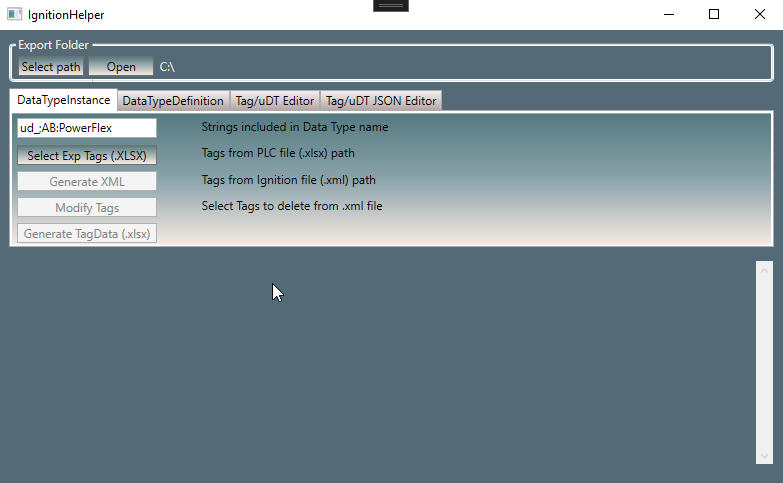 IgnitionHelper
Export Folder
Select path Open C:\
DataTypeInstance DataTypeDefinition Tag/uDT Editor Tag/uDT JSON Editor
ud_;AB:PowerFlex Strings included in Data Type name
Select Exp Tags (.XLSX) Tags from PLC file (.xlsx) path
Generate XML Tags from Ignition file (.xml) path
Modify Tags Select Tags to delete from .xml file
Generate TagData (.xlsx)